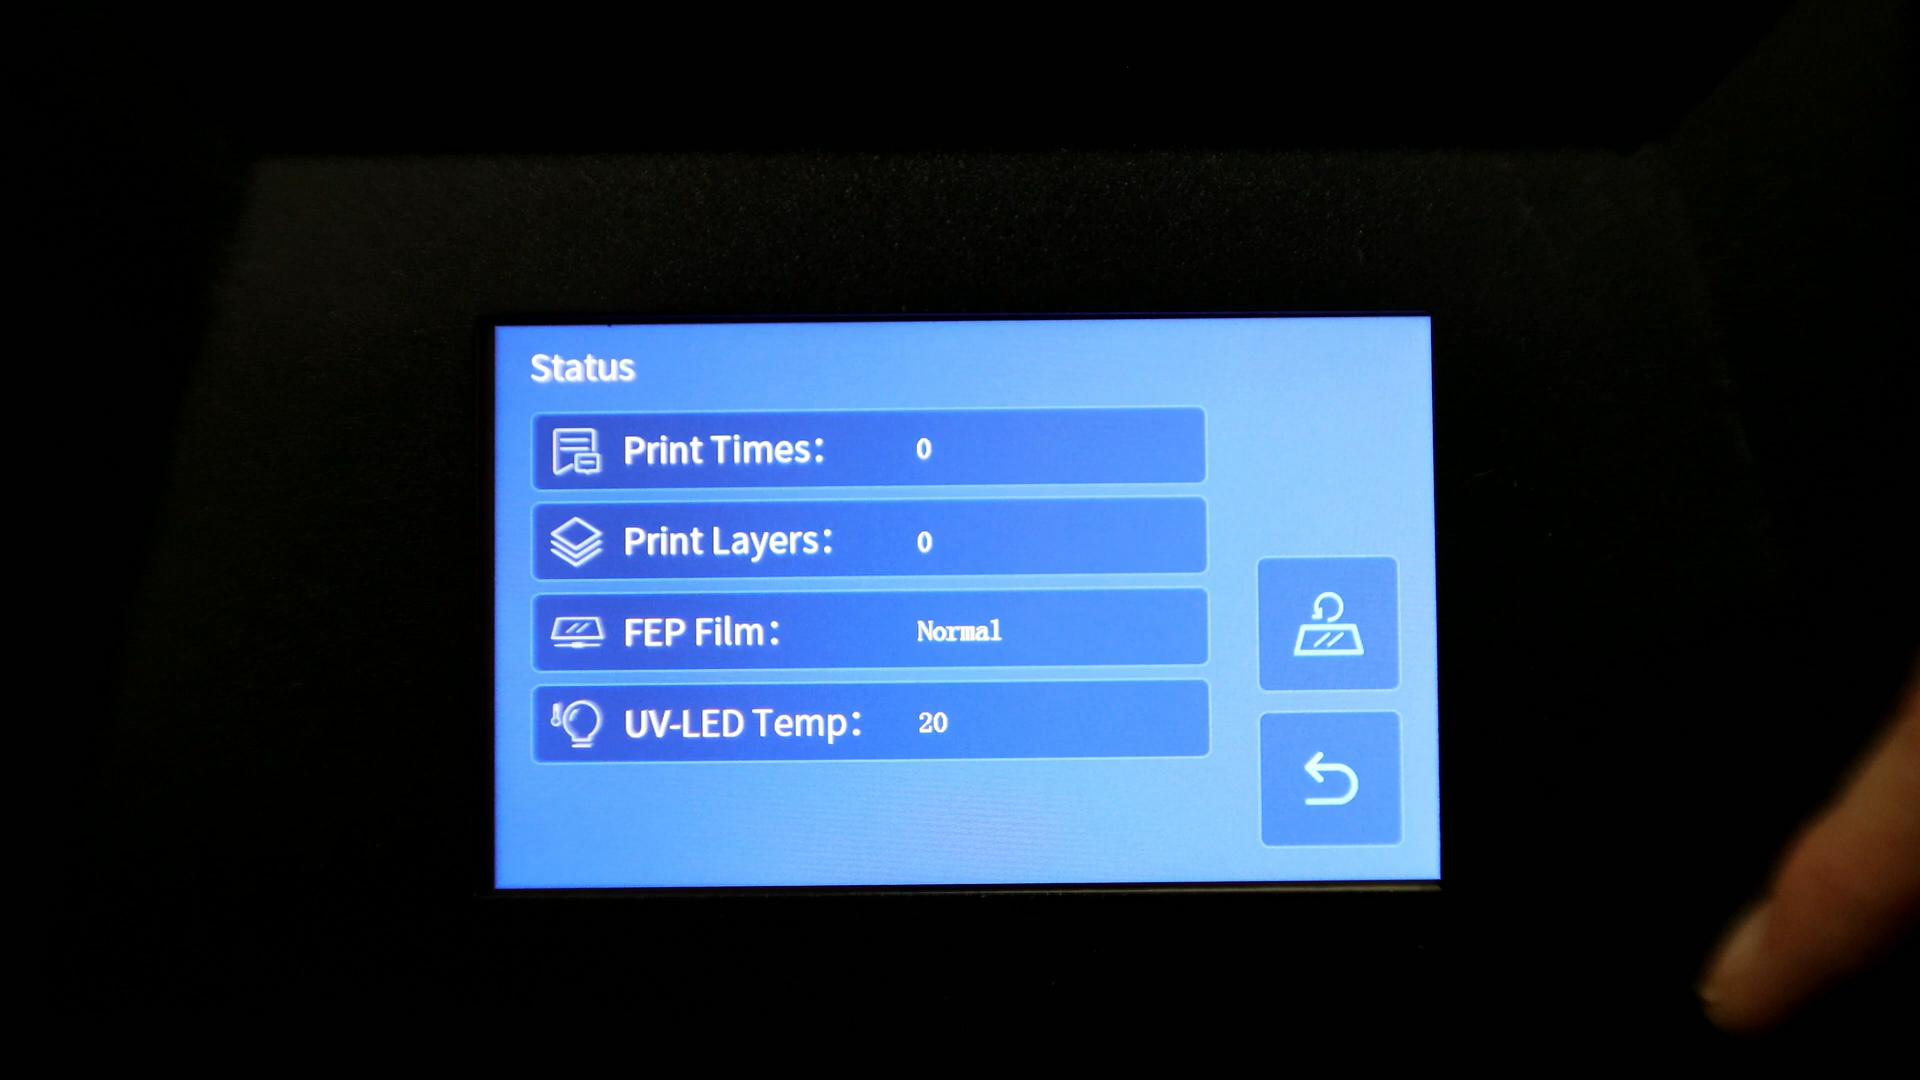 Status
Print Times: 0
Print Layers: 0
FEP Film: Normal
UV-LED Temp: 20